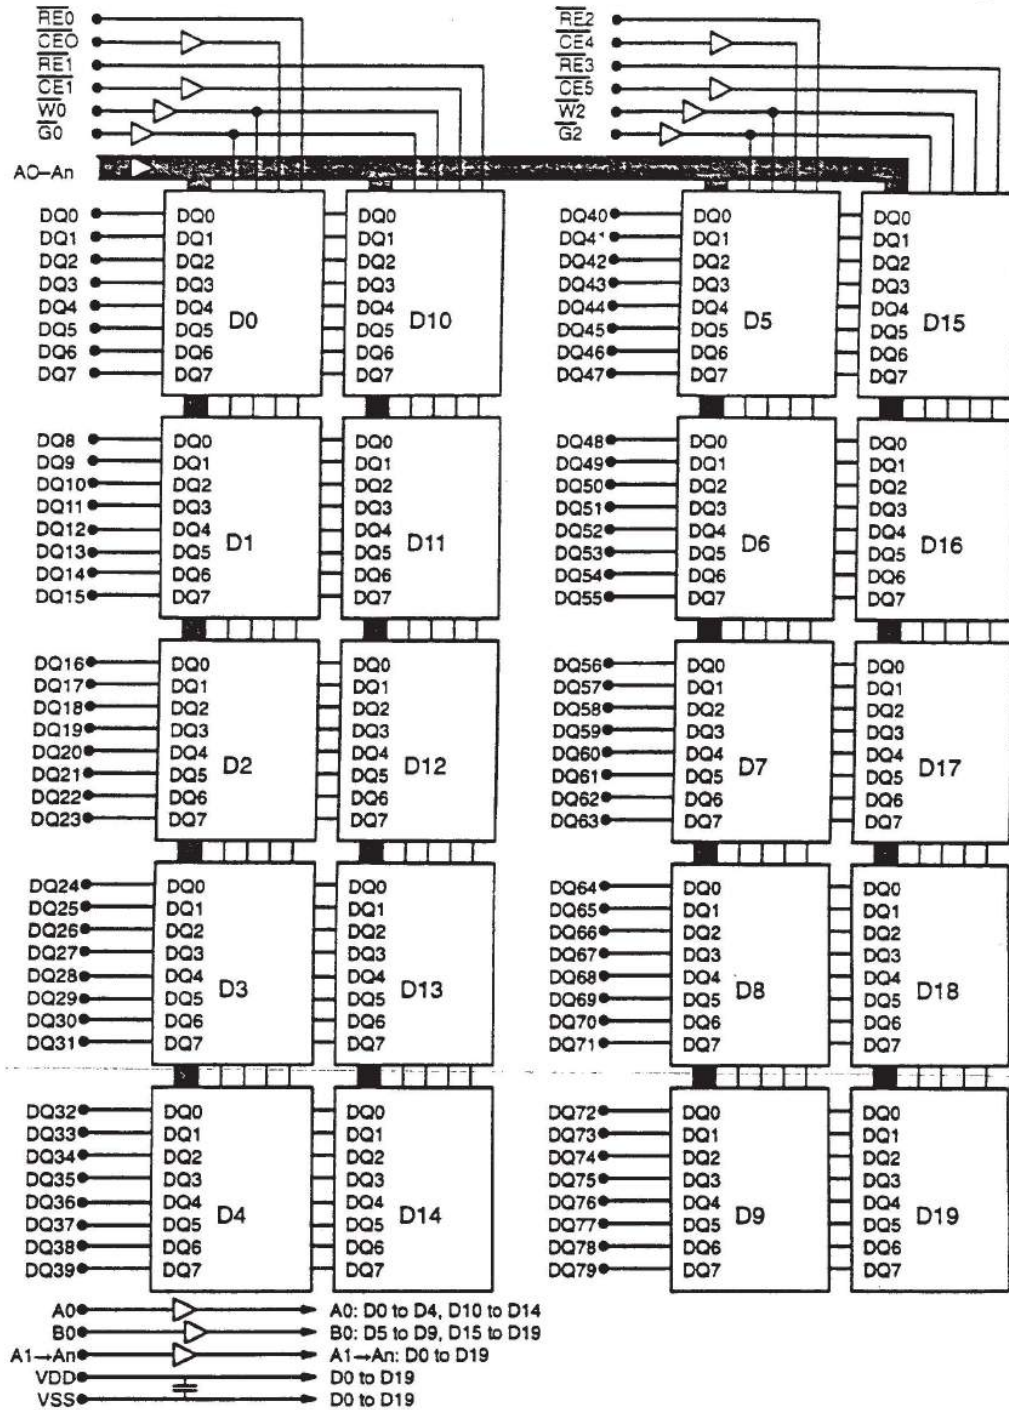 RE0
CEO
RE1
CE1
W0
G0
RE2
CE4
RE3
CE5
W2
G2
AO–An
DQ0 DQ0 DQ0
DQ1 DQ1 DQ1
DQ2 DQ2 DQ2
DQ3 DQ3 DQ3
DQ4 DQ4 DQ4
DQ5 DQ5 DQ5
DQ6 DQ6 DQ6
DQ7 DQ7 DQ7
D0 D10
DQ40 DQ0 DQ0
DQ41 DQ1 DQ1
DQ42 DQ2 DQ2
DQ43 DQ3 DQ3
DQ44 DQ4 DQ4
DQ45 DQ5 DQ5
DQ46 DQ6 DQ6
DQ47 DQ7 DQ7
D5 D15
DQ8 DQ0 DQ0
DQ9 DQ1 DQ1
DQ10 DQ2 DQ2
DQ11 DQ3 DQ3
DQ12 DQ4 DQ4
DQ13 DQ5 DQ5
DQ14 DQ6 DQ6
DQ15 DQ7 DQ7
D1 D11
DQ48 DQ0 DQ0
DQ49 DQ1 DQ1
DQ50 DQ2 DQ2
DQ51 DQ3 DQ3
DQ52 DQ4 DQ4
DQ53 DQ5 DQ5
DQ54 DQ6 DQ6
DQ55 DQ7 DQ7
D6 D16
DQ16 DQ0 DQ0
DQ17 DQ1 DQ1
DQ18 DQ2 DQ2
DQ19 DQ3 DQ3
DQ20 DQ4 DQ4
DQ21 DQ5 DQ5
DQ22 DQ6 DQ6
DQ23 DQ7 DQ7
D2 D12
DQ56 DQ0 DQ0
DQ57 DQ1 DQ1
DQ58 DQ2 DQ2
DQ59 DQ3 DQ3
DQ60 DQ4 DQ4
DQ61 DQ5 DQ5
DQ62 DQ6 DQ6
DQ63 DQ7 DQ7
D7 D17
DQ24 DQ0 DQ0
DQ25 DQ1 DQ1
DQ26 DQ2 DQ2
DQ27 DQ3 DQ3
DQ28 DQ4 DQ4
DQ29 DQ5 DQ5
DQ30 DQ6 DQ6
DQ31 DQ7 DQ7
D3 D13
DQ64 DQ0 DQ0
DQ65 DQ1 DQ1
DQ66 DQ2 DQ2
DQ67 DQ3 DQ3
DQ68 DQ4 DQ4
DQ69 DQ5 DQ5
DQ70 DQ6 DQ6
DQ71 DQ7 DQ7
D8 D18
DQ32 DQ0 DQ0
DQ33 DQ1 DQ1
DQ34 DQ2 DQ2
DQ35 DQ3 DQ3
DQ36 DQ4 DQ4
DQ37 DQ5 DQ5
DQ38 DQ6 DQ6
DQ39 DQ7 DQ7
D4 D14
DQ72 DQ0 DQ0
DQ73 DQ1 DQ1
DQ74 DQ2 DQ2
DQ75 DQ3 DQ3
DQ76 DQ4 DQ4
DQ77 DQ5 DQ5
DQ78 DQ6 DQ6
DQ79 DQ7 DQ7
D9 D19
A0 A0: D0 to D4, D10 to D14
B0 B0: D5 to D9, D15 to D19
A1→An A1→An: D0 to D19
VDD D0 to D19
VSS D0 to D19